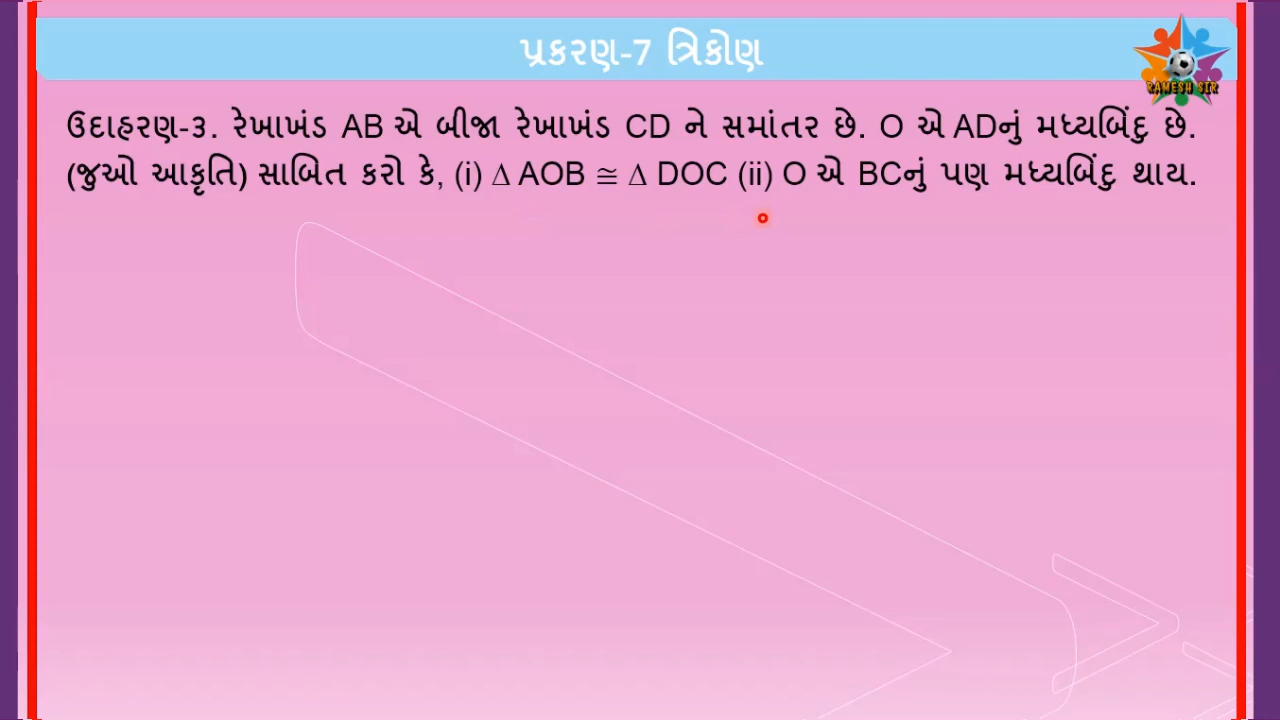 પ્રકરણ-7 ત્રિકોણ
RAMESH SIR
ઉદાહરણ-૩. રેખાખંડ AB એ બીજા રેખાખંડ CD ને સમાંતર છે. O એ ADનું મધ્યબિંદુ છે.
(જુઓ આકૃતિ) સાબિત કરો કે, (i) Δ AOB ≅ Δ DOC (ii) O એ BCનું પણ મધ્યબિંદુ થાય.